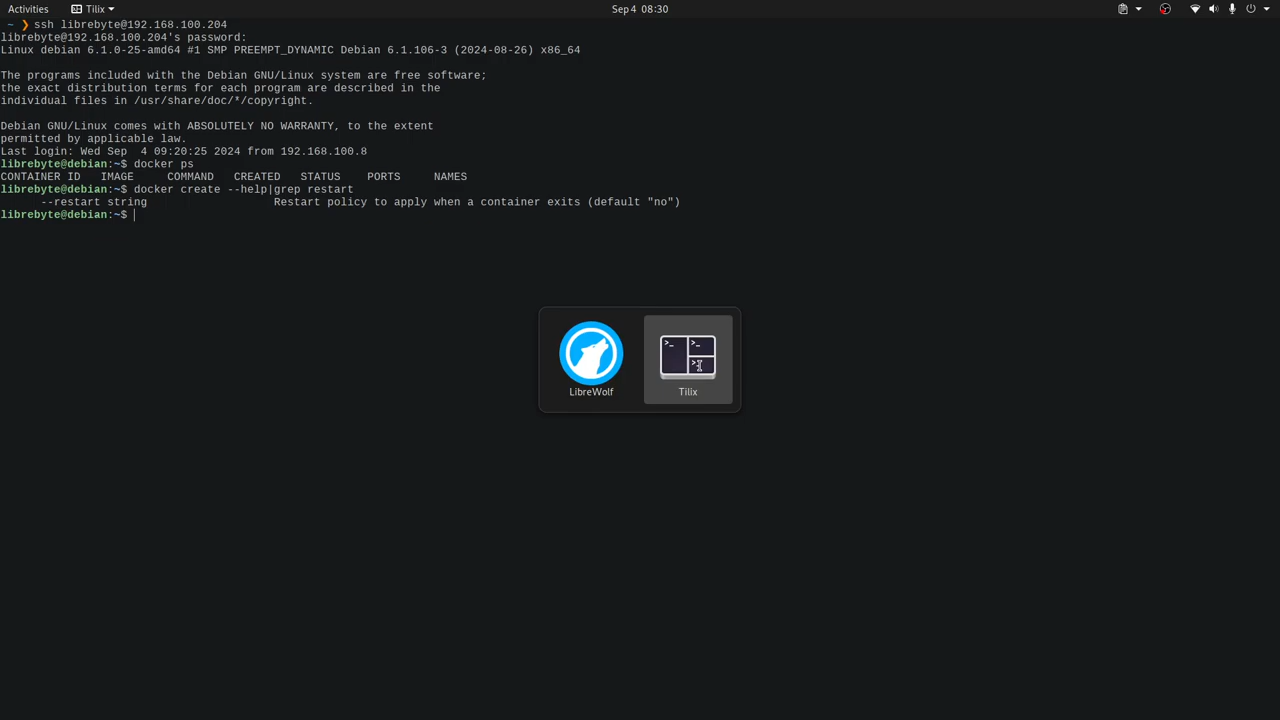 Activities Tilix Sep 4 08:30
~ ❯ ssh librebyte@192.168.100.204
librebyte@192.168.100.204's password:
Linux debian 6.1.0-25-amd64 #1 SMP PREEMPT_DYNAMIC Debian 6.1.106-3 (2024-08-26) x86_64
The programs included with the Debian GNU/Linux system are free software;
the exact distribution terms for each program are described in the
individual files in /usr/share/doc/*/copyright.
Debian GNU/Linux comes with ABSOLUTELY NO WARRANTY, to the extent
permitted by applicable law.
Last login: Wed Sep  4 09:20:25 2024 from 192.168.100.8
librebyte@debian:~$ docker ps
CONTAINER ID   IMAGE     COMMAND   CREATED   STATUS    PORTS     NAMES
librebyte@debian:~$ docker create --help|grep restart
      --restart string                   Restart policy to apply when a container exits (default "no")
librebyte@debian:~$
>_ >_ >_
LibreWolf Tilix